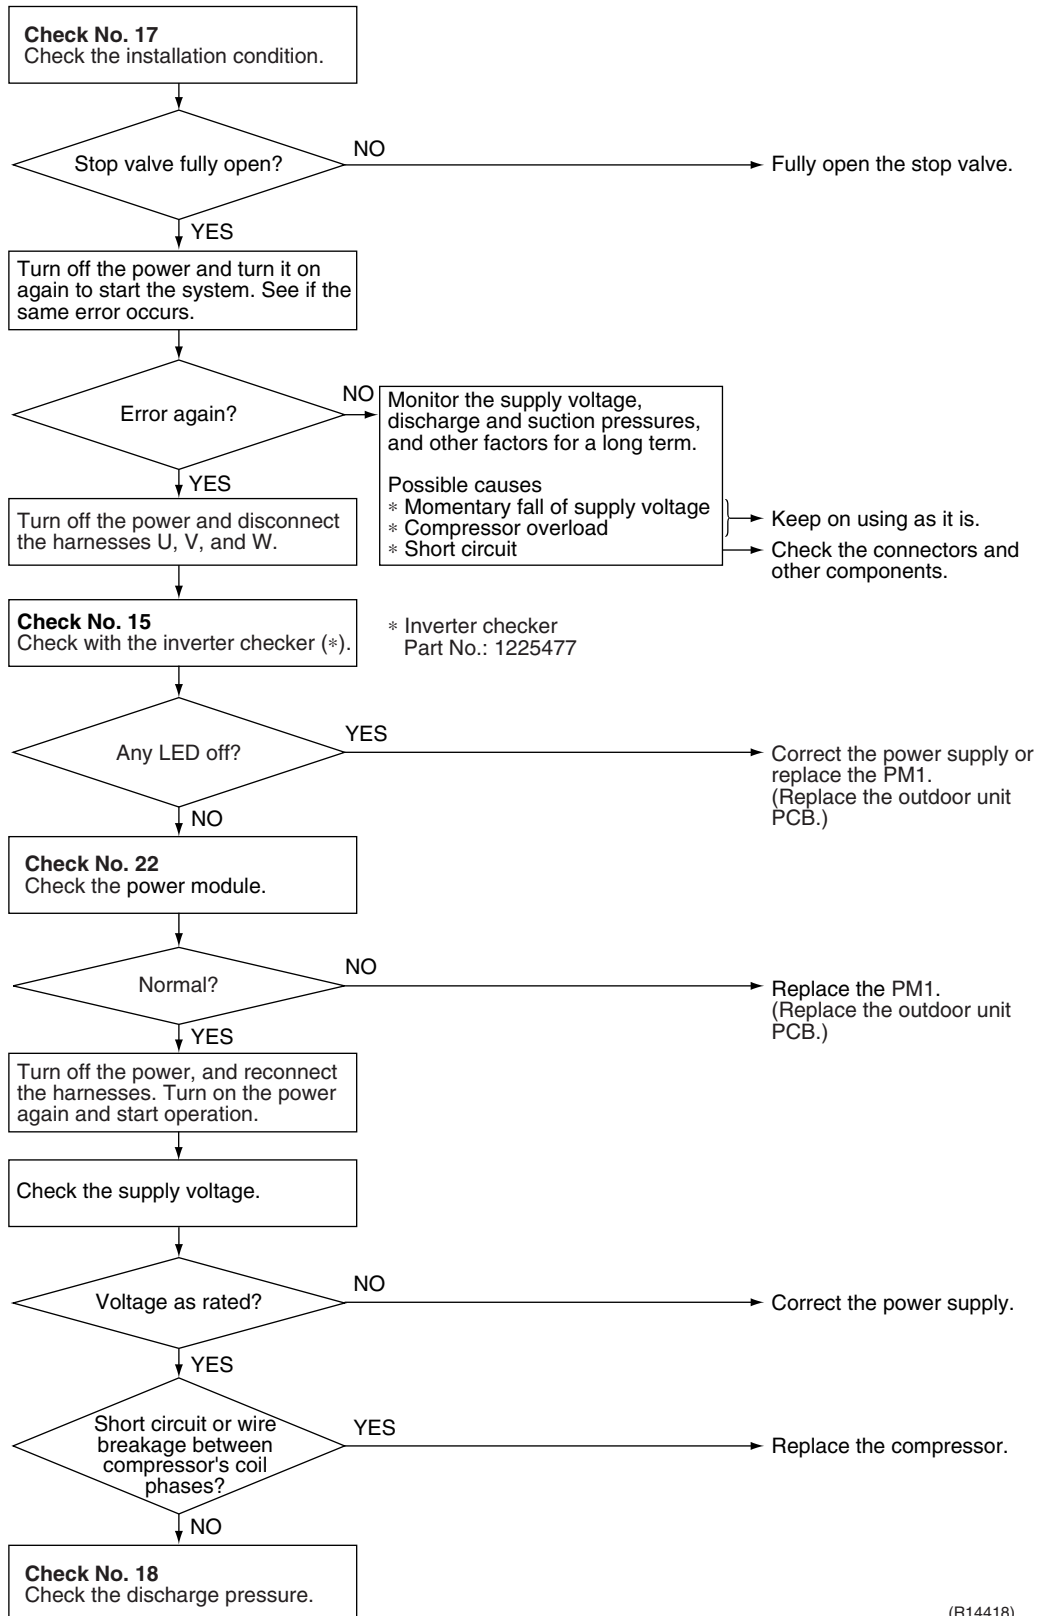 Check No. 17
Check the installation condition.
Stop valve fully open?
NO
Fully open the stop valve.
YES
Turn off the power and turn it on
again to start the system. See if the
same error occurs.
Error again?
NO
Monitor the supply voltage,
discharge and suction pressures,
and other factors for a long term.
Possible causes
∗ Momentary fall of supply voltage
∗ Compressor overload
∗ Short circuit
Keep on using as it is.
Check the connectors and
other components.
YES
Turn off the power and disconnect
the harnesses U, V, and W.
Check No. 15
Check with the inverter checker (∗).
∗ Inverter checker
Part No.: 1225477
Any LED off?
YES
Correct the power supply or
replace the PM1.
(Replace the outdoor unit
PCB.)
NO
Check No. 22
Check the power module.
Normal?
NO
Replace the PM1.
(Replace the outdoor unit
PCB.)
YES
Turn off the power, and reconnect
the harnesses. Turn on the power
again and start operation.
Check the supply voltage.
Voltage as rated?
NO
Correct the power supply.
YES
Short circuit or wire
breakage between
compressor's coil
phases?
YES
Replace the compressor.
NO
Check No. 18
Check the discharge pressure.
(R14418)